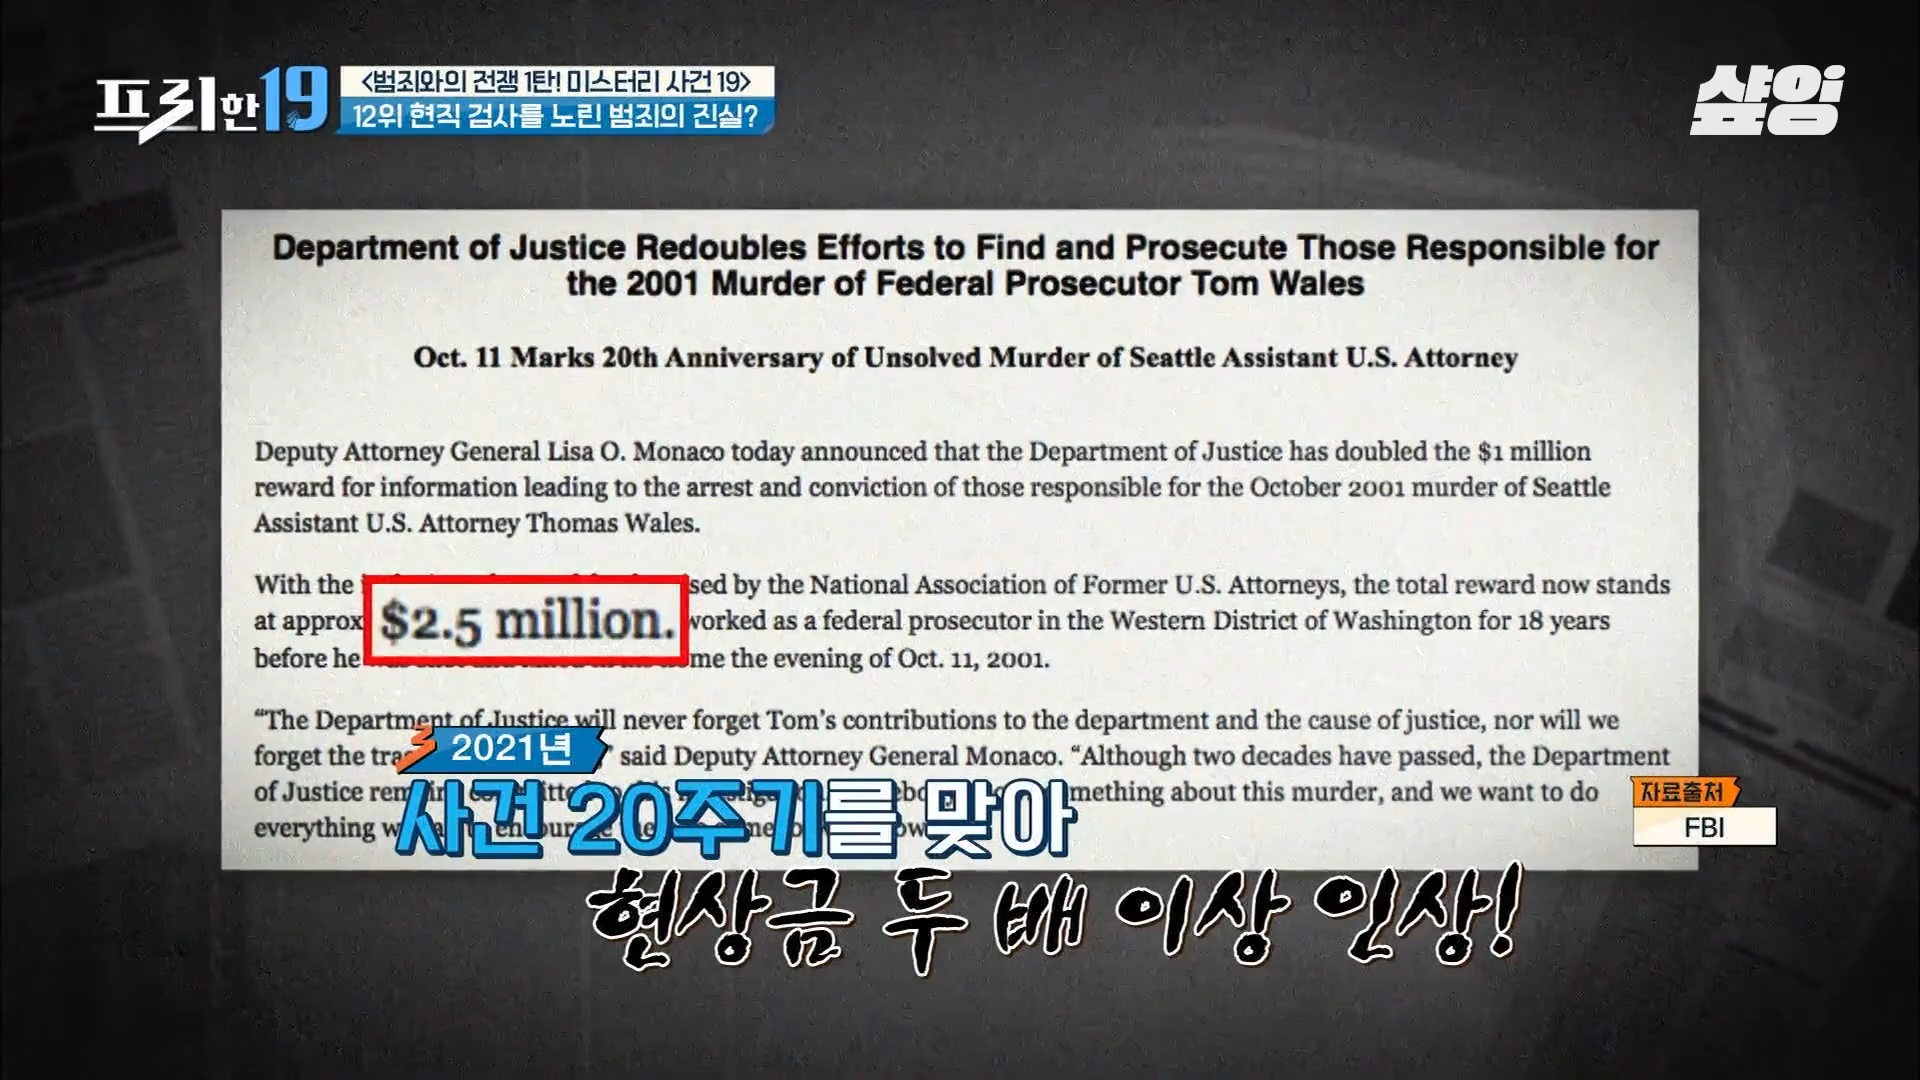 프리한19
<범죄와의 전쟁 1탄! 미스터리 사건 19>
12위 현직 검사를 노린 범죄의 진실?
샾잉
Department of Justice Redoubles Efforts to Find and Prosecute Those Responsible for
the 2001 Murder of Federal Prosecutor Tom Wales
Oct. 11 Marks 20th Anniversary of Unsolved Murder of Seattle Assistant U.S. Attorney
Deputy Attorney General Lisa O. Monaco today announced that the Department of Justice has doubled the $1 million
reward for information leading to the arrest and conviction of those responsible for the October 2001 murder of Seattle
Assistant U.S. Attorney Thomas Wales.
With the sed by the National Association of Former U.S. Attorneys, the total reward now stands
at approx $2.5 million. worked as a federal prosecutor in the Western District of Washington for 18 years
before he me the evening of Oct. 11, 2001.
“The Department of Justice will never forget Tom’s contributions to the department and the cause of justice, nor will we
forget the tra ” said Deputy Attorney General Monaco. “Although two decades have passed, the Department
of Justice rem mething about this murder, and we want to do
everything w
2021년
사건 20주기를 맞아
현상금 두 배 이상 인상!
자료출처
FBI